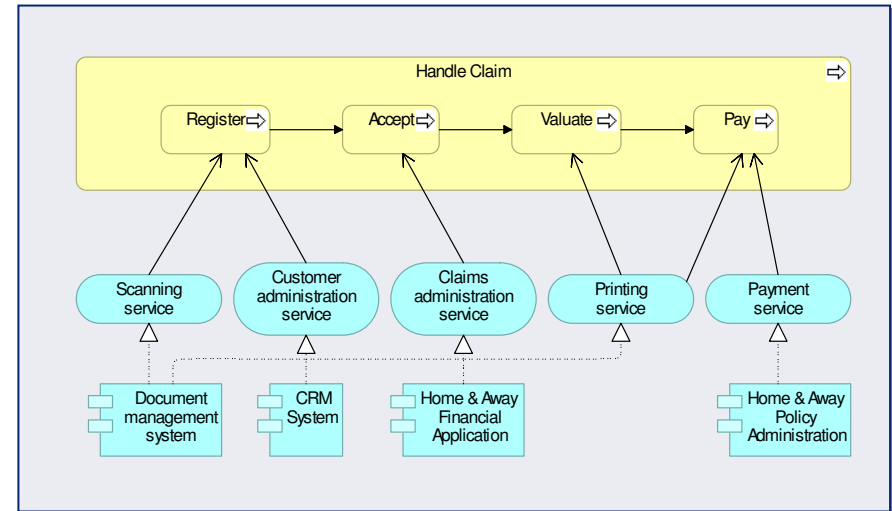 Handle Claim
Register
Accept
Valuate
Pay
Scanning
service
Customer
administration
service
Claims
administration
service
Printing
service
Payment
service
Document
management
system
CRM
System
Home & Away
Financial
Application
Home & Away
Policy
Administration